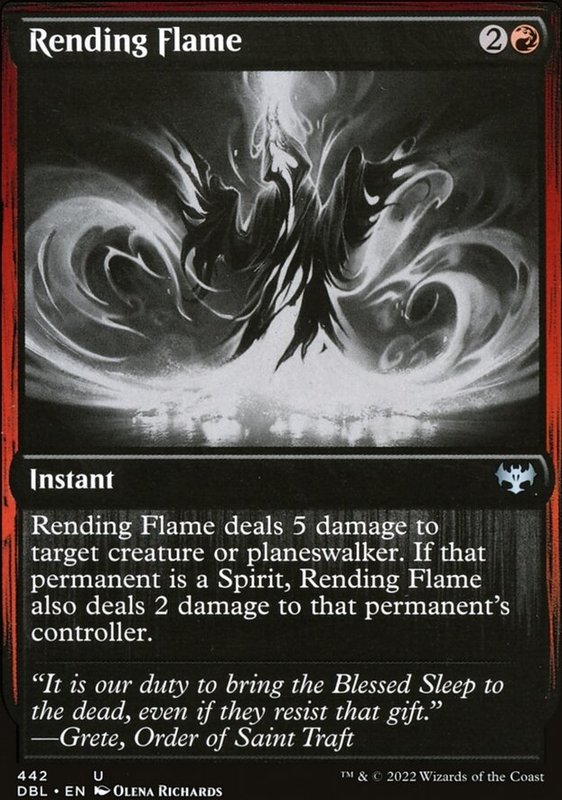 Rending Flame 2
Instant
Rending Flame deals 5 damage to
target creature or planeswalker. If that
permanent is a Spirit, Rending Flame
also deals 2 damage to that permanent’s
controller.
“It is our duty to bring the Blessed Sleep to
the dead, even if they resist that gift.”
—Grete, Order of Saint Traft
442 U
DBL • EN Olena Richards
™ & © 2022 Wizards of the Coast